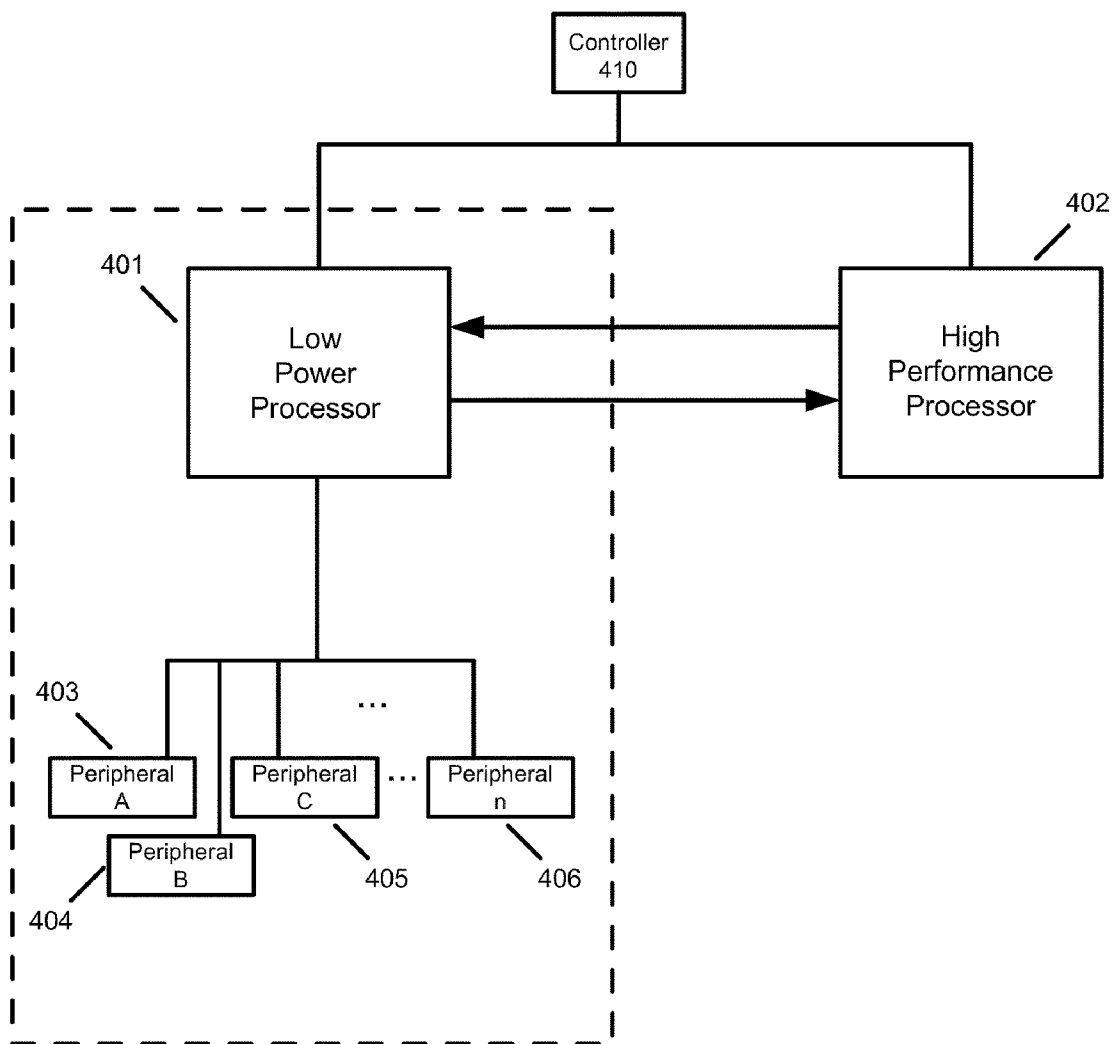 Controller
410
402
401
Low
Power
Processor
High
Performance
Processor
403
...
Peripheral
A
Peripheral
C
...
Peripheral
n
Peripheral
B
404
405
406